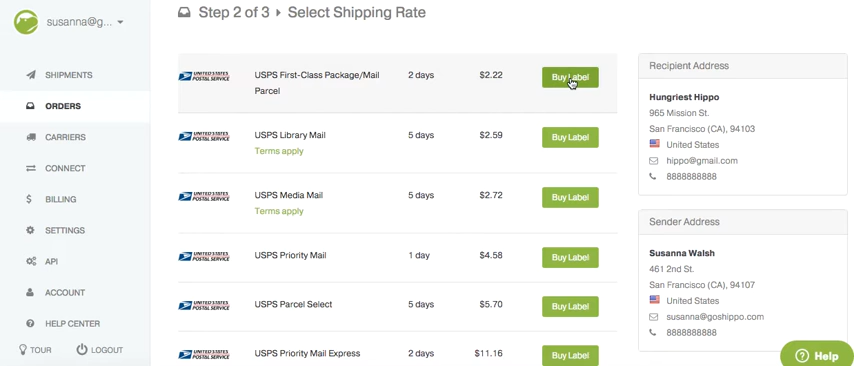 susanna@g...
SHIPMENTS
ORDERS
CARRIERS
CONNECT
$ BILLING
SETTINGS
API
ACCOUNT
HELP CENTER
TOUR LOGOUT
Step 2 of 3 Select Shipping Rate
UNITED STATES POSTAL SERVICE USPS First-Class Package/Mail 2 days $2.22 Buy Label
Parcel
UNITED STATES POSTAL SERVICE USPS Library Mail 5 days $2.59 Buy Label
Terms apply
UNITED STATES POSTAL SERVICE USPS Media Mail 5 days $2.72 Buy Label
Terms apply
UNITED STATES POSTAL SERVICE USPS Priority Mail 1 day $4.58 Buy Label
UNITED STATES POSTAL SERVICE USPS Parcel Select 5 days $5.70 Buy Label
UNITED STATES POSTAL SERVICE USPS Priority Mail Express 2 days $11.16 Buy Label
Recipient Address
Hungriest Hippo
965 Mission St.
San Francisco (CA), 94103
United States
hippo@gmail.com
8888888888
Sender Address
Susanna Walsh
461 2nd St.
San Francisco (CA), 94107
United States
susanna@goshippo.com
8888888888
? Help